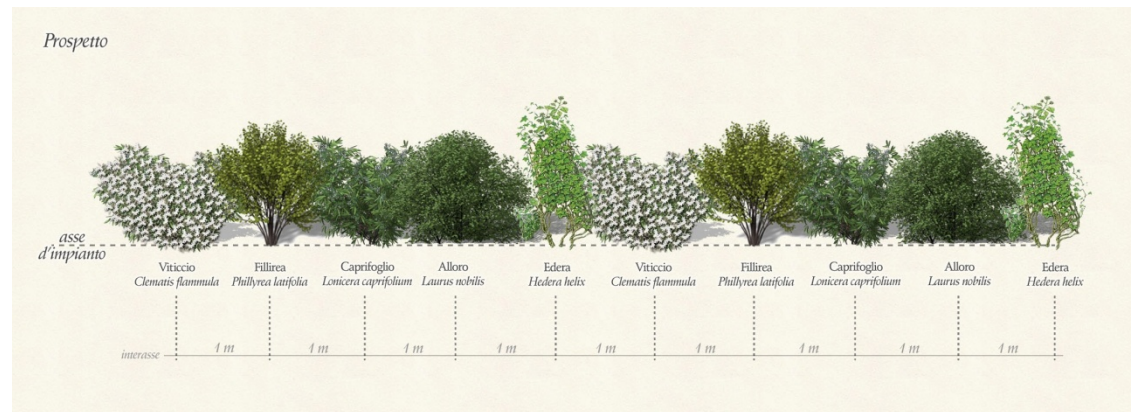 Prospetto
asse
d'impianto
Viticcio Fillirea Caprifoglio Alloro Edera Viticcio Fillirea Caprifoglio Alloro Edera
Clematis flammula Phillyrea latifolia Lonicera caprifolium Laurus nobilis Hedera helix Clematis flammula Phillyrea latifolia Lonicera caprifolium Laurus nobilis Hedera helix
1 m 1 m 1 m 1 m 1 m 1 m 1 m 1 m 1 m
interasse